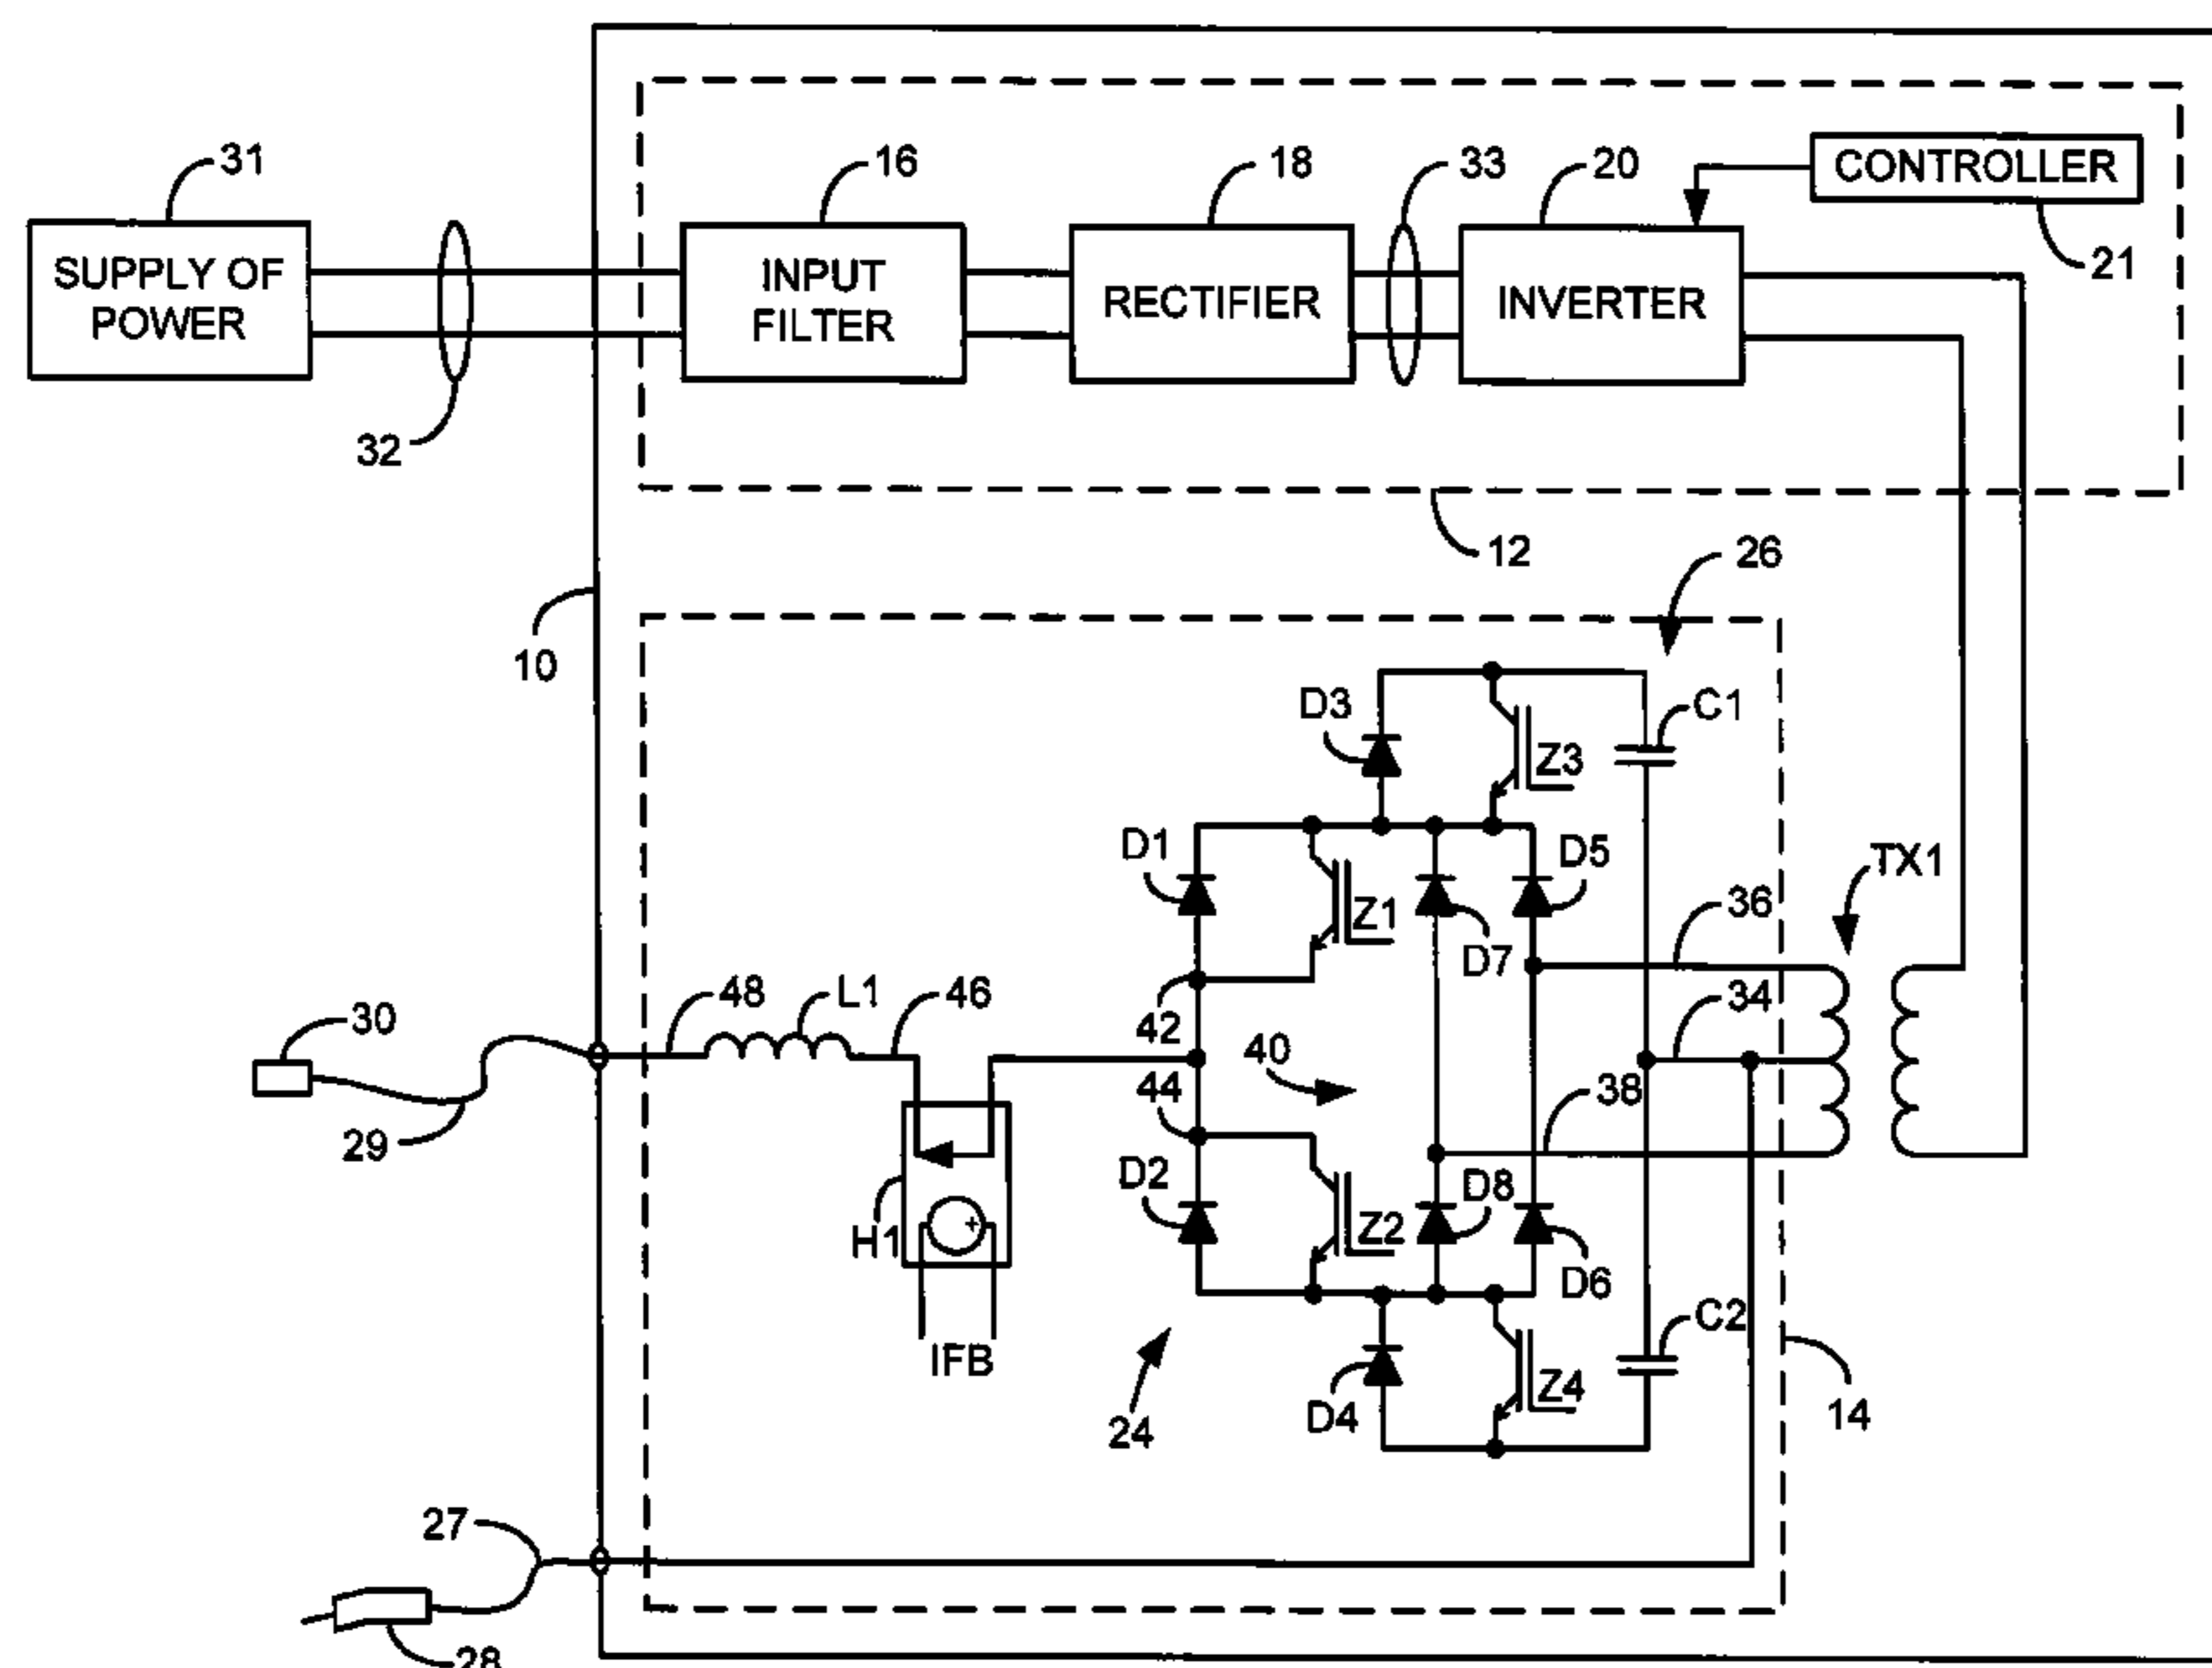 31
16
18
33
20
CONTROLLER
21
SUPPLY OF
POWER
INPUT
FILTER
RECTIFIER
INVERTER
32
12
26
10
D3
C1
Z3
D1
D5
TX1
Z1
36
D7
48
L1
46
34
30
42
40
44
38
29
D2
D8
H1
Z2
D6
IFB
C2
24
D4
Z4
14
27
28
+